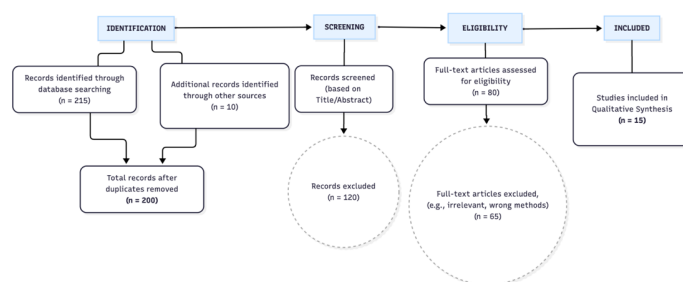 IDENTIFICATION
SCREENING
ELIGIBILITY
INCLUDED
Records identified through
database searching
(n = 215)
Additional records identified
through other sources
(n = 10)
Total records after
duplicates removed
(n = 200)
Records screened
(based on
Title/Abstract)
Records excluded
(n = 120)
Full-text articles assessed
for eligibility
(n = 80)
Full-text articles excluded,
(e.g., irrelevant, wrong methods)
(n = 65)
Studies included in
Qualitative Synthesis
(n = 15)